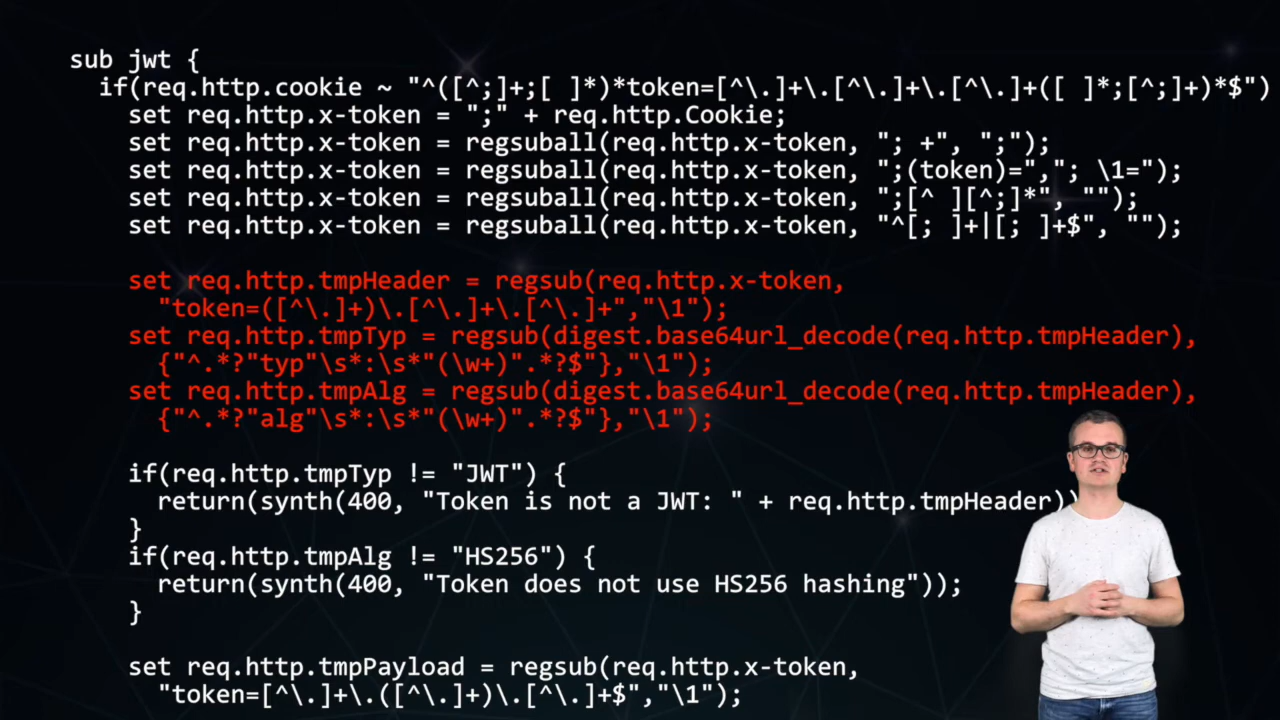 sub jwt {
if(req.http.cookie ~ "^([^;]+;[ ]*)*token=[^\.]+\.[^\.]+\.[^\.]+([ ]*;[^;]+)*$")
set req.http.x-token = ";" + req.http.Cookie;
set req.http.x-token = regsuball(req.http.x-token, "; +", ";");
set req.http.x-token = regsuball(req.http.x-token, ";(token)=","; \1=");
set req.http.x-token = regsuball(req.http.x-token, ";[^ ][^;]*", "");
set req.http.x-token = regsuball(req.http.x-token, "^[; ]+|[; ]+$", "");
set req.http.tmpHeader = regsub(req.http.x-token,
"token=([^\.]+)\.[^\.]+\.[^\.]+","\1");
set req.http.tmpTyp = regsub(digest.base64url_decode(req.http.tmpHeader),
{"^.*?"typ"\s*:\s*"(\w+)".*?$"},"\1");
set req.http.tmpAlg = regsub(digest.base64url_decode(req.http.tmpHeader),
{"^.*?"alg"\s*:\s*"(\w+)".*?$"},"\1");
if(req.http.tmpTyp != "JWT") {
return(synth(400, "Token is not a JWT: " + req.http.tmpHeader))
}
if(req.http.tmpAlg != "HS256") {
return(synth(400, "Token does not use HS256 hashing"));
}
set req.http.tmpPayload = regsub(req.http.x-token,
"token=[^\.]+\.([^\.]+)\.[^\.]+$","\1");